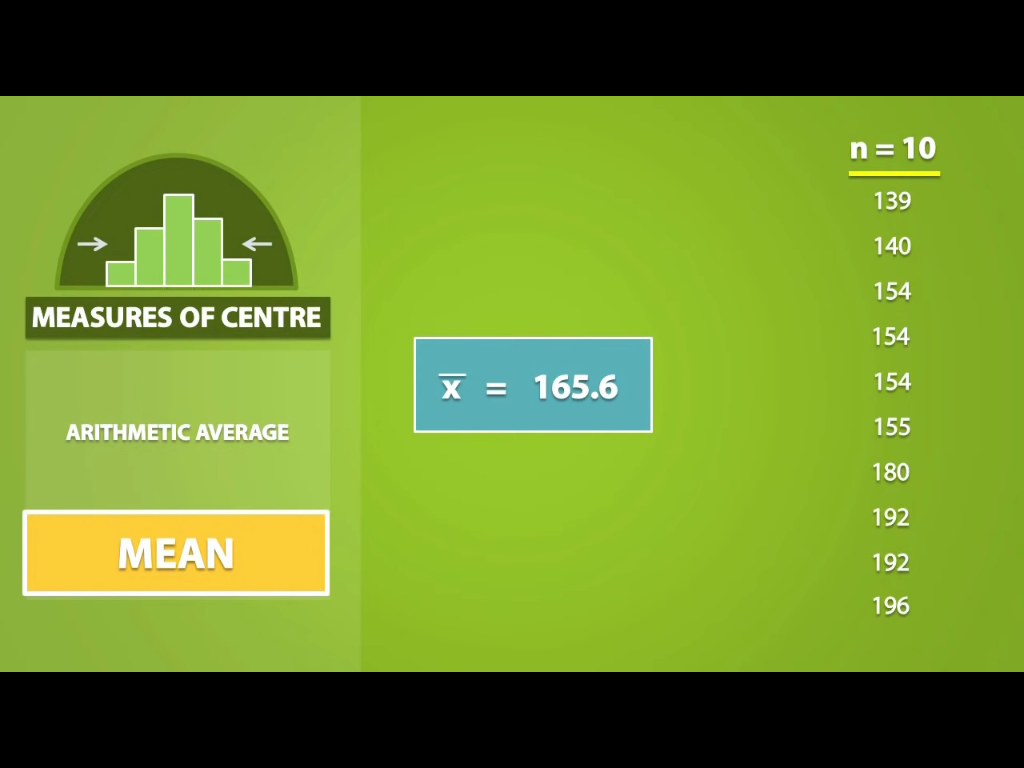 MEASURES OF CENTRE
ARITHMETIC AVERAGE
MEAN
x̅ = 165.6
n = 10
139
140
154
154
154
155
180
192
192
196